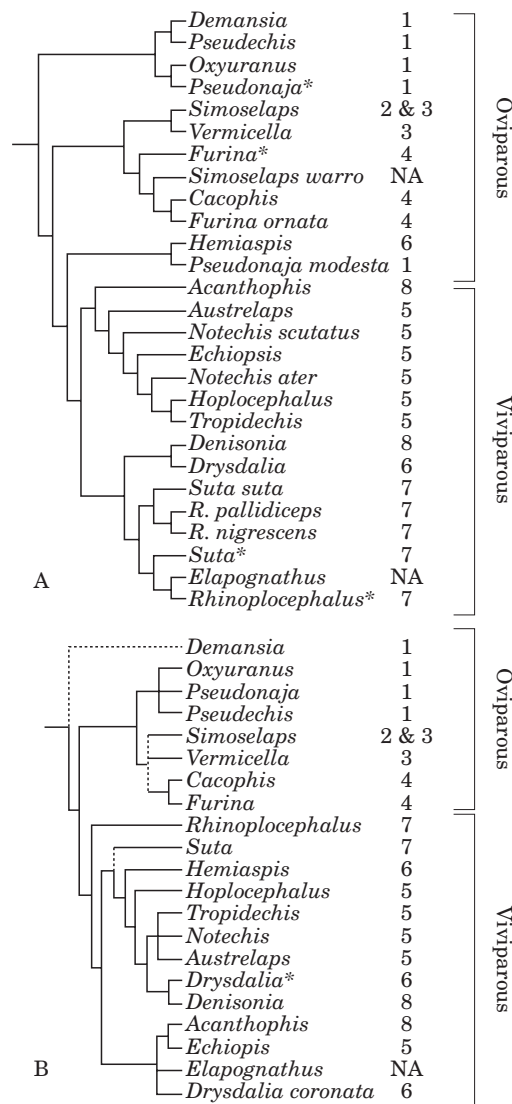 Demansia 1
Pseudechis 1
Oxyuranus 1
Pseudonaja* 1
Simoselaps 2 & 3
Vermicella 3
Furina* 4
Simoselaps warro NA
Cacophis 4
Furina ornata 4
Hemiaspis 6
Pseudonaja modesta 1
Oviparous
Acanthophis 8
Austrelaps 5
Notechis scutatus 5
Echiopsis 5
Notechis ater 5
Hoplocephalus 5
Tropidechis 5
Denisonia 8
Drysdalia 6
Suta suta 7
R. pallidiceps 7
R. nigrescens 7
Suta* 7
Elapognathus NA
Rhinoplocephalus* 7
Viviparous
A
Demansia 1
Oxyuranus 1
Pseudonaja 1
Pseudechis 1
Simoselaps 2 & 3
Vermicella 3
Cacophis 4
Furina 4
Oviparous
Rhinoplocephalus 7
Suta 7
Hemiaspis 6
Hoplocephalus 5
Tropidechis 5
Notechis 5
Austrelaps 5
Drysdalia* 6
Denisonia 8
Acanthophis 8
Echiopis 5
Elapognathus NA
Drysdalia coronata 6
Viviparous
B